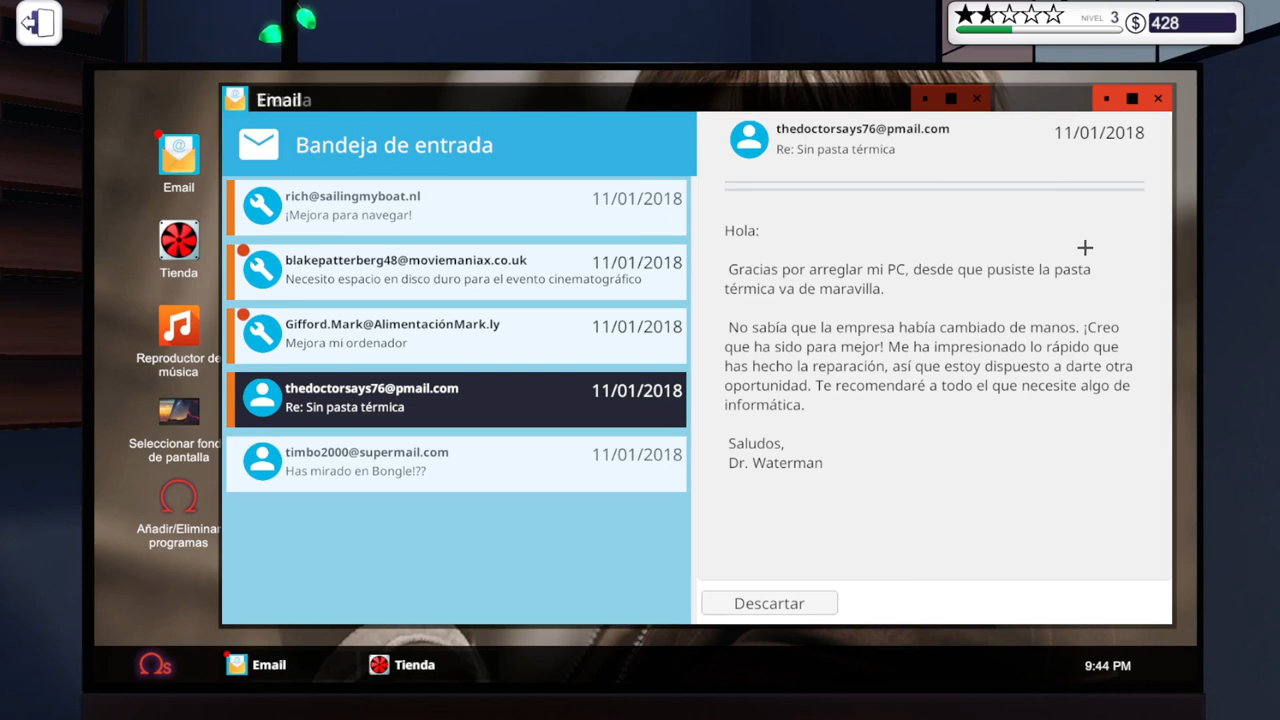 NIVEL 3
$ 428
Email
Bandeja de entrada
rich@sailingmyboat.nl 11/01/2018
¡Mejora para navegar!
blakepatterberg48@moviemaniax.co.uk 11/01/2018
Necesito espacio en disco duro para el evento cinematográfico
Gifford.Mark@AlimentaciónMark.ly 11/01/2018
Mejora mi ordenador
thedoctorsays76@pmail.com 11/01/2018
Re: Sin pasta térmica
timbo2000@supermail.com 11/01/2018
Has mirado en Bongle!??
thedoctorsays76@pmail.com 11/01/2018
Re: Sin pasta térmica
Hola:
Gracias por arreglar mi PC, desde que pusiste la pasta
térmica va de maravilla.
No sabía que la empresa había cambiado de manos. ¡Creo
que ha sido para mejor! Me ha impresionado lo rápido que
has hecho la reparación, así que estoy dispuesto a darte otra
oportunidad. Te recomendaré a todo el que necesite algo de
informática.
Saludos,
Dr. Waterman
Descartar
Email
Tienda
Reproductor de
música
Seleccionar fond
de pantalla
Añadir/Eliminar
programas
Ωs
Email
Tienda
9:44 PM